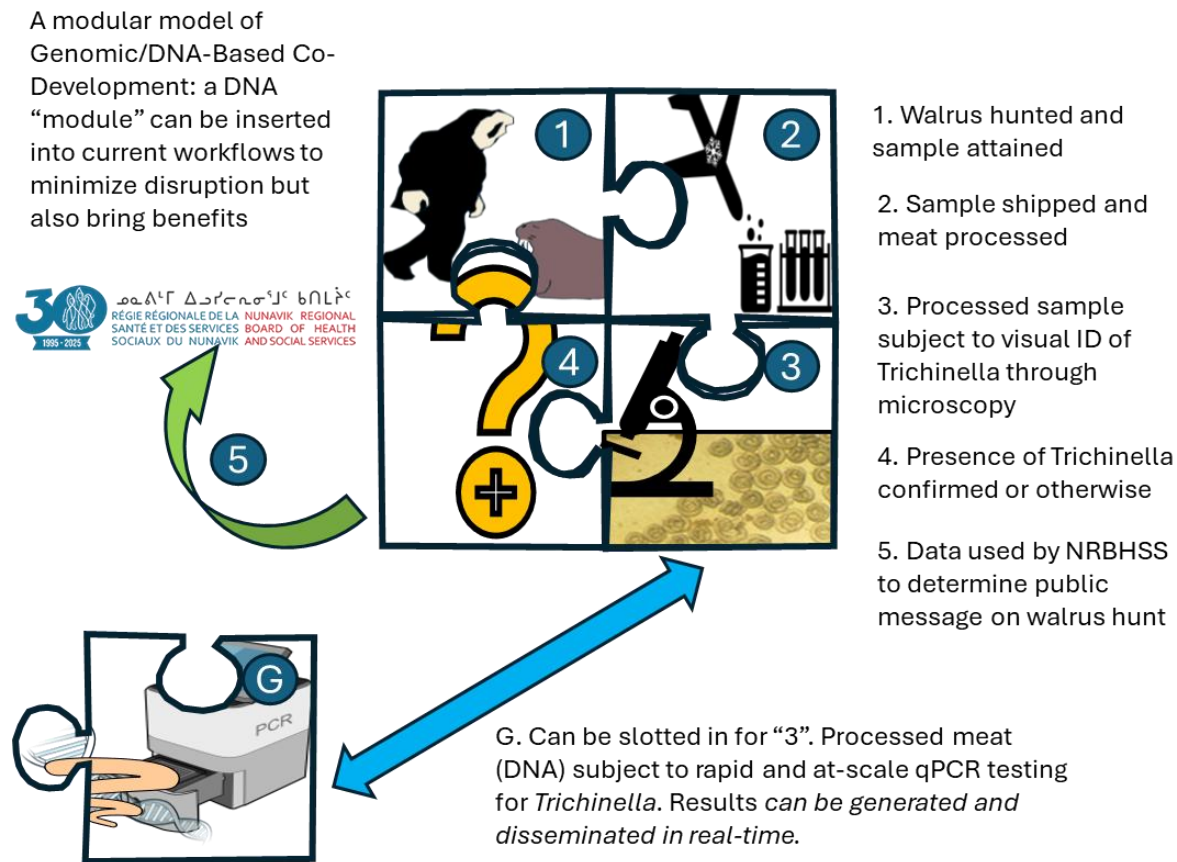 A modular model of
Genomic/DNA-Based Co-
Development: a DNA
“module” can be inserted
into current workflows to
minimize disruption but
also bring benefits
30
1995 - 2025
ᓄᓇᕕᒻᒥ ᐃᓗᓯᓕᕆᓂᕐᒧᑦ ᑲᑎᒪᔩᑦ
RÉGIE RÉGIONALE DE LA
SANTÉ ET DES SERVICES
SOCIAUX DU NUNAVIK
NUNAVIK REGIONAL
BOARD OF HEALTH
AND SOCIAL SERVICES
1
2
3
4
5
1. Walrus hunted and
sample attained
2. Sample shipped and
meat processed
3. Processed sample
subject to visual ID of
Trichinella through
microscopy
4. Presence of Trichinella
confirmed or otherwise
5. Data used by NRBHSS
to determine public
message on walrus hunt
G
PCR
G. Can be slotted in for “3”. Processed meat
(DNA) subject to rapid and at-scale qPCR testing
for Trichinella. Results can be generated and
disseminated in real-time.